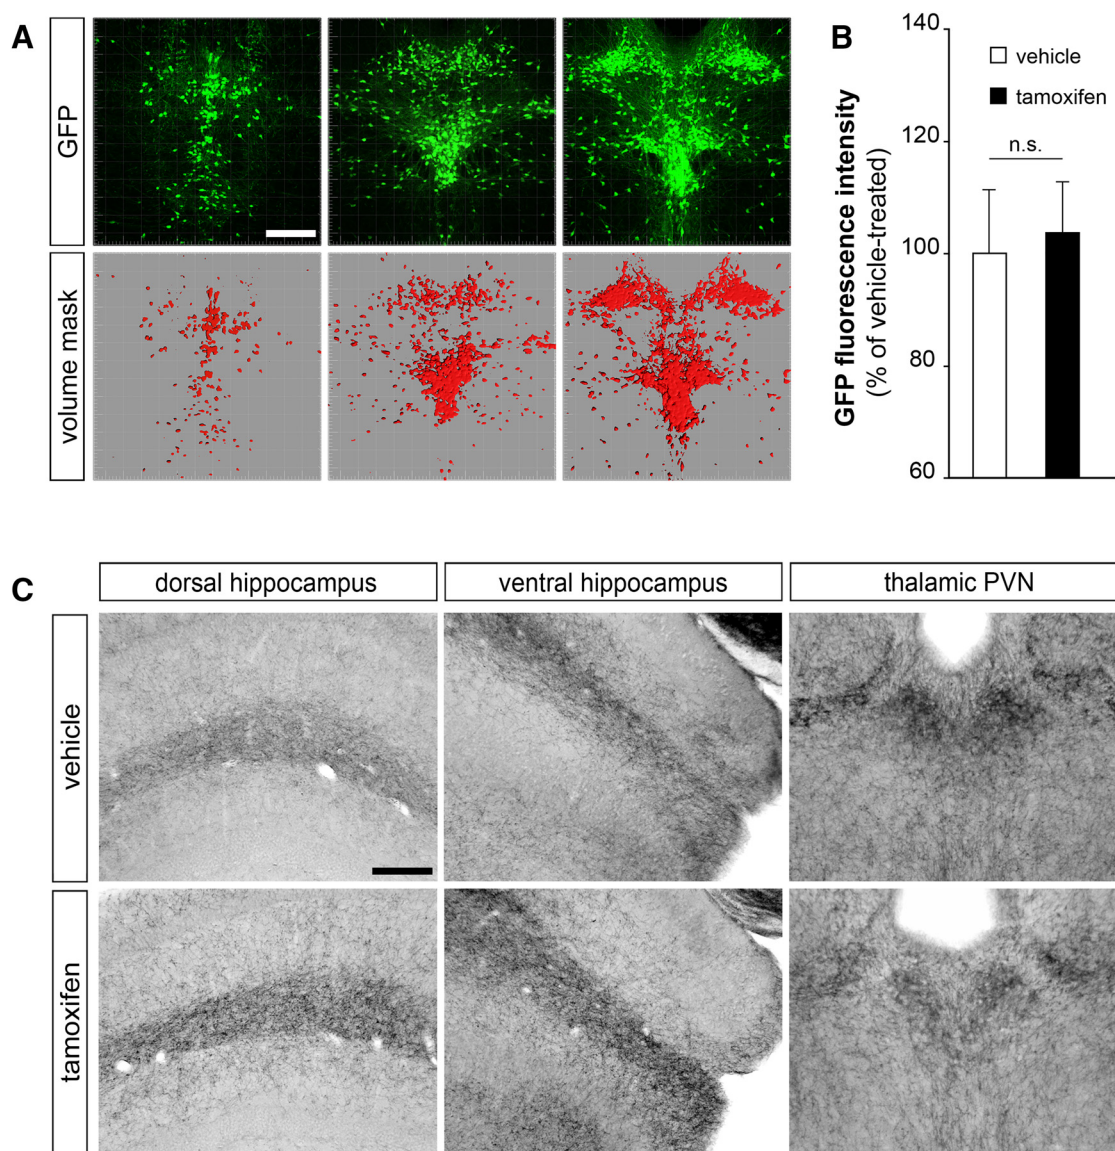 A
GFP
volume mask
B
GFP fluorescence intensity
(% of vehicle-treated)
140
120
100
80
60
vehicle
tamoxifen
n.s.
C
dorsal hippocampus
ventral hippocampus
thalamic PVN
vehicle
tamoxifen